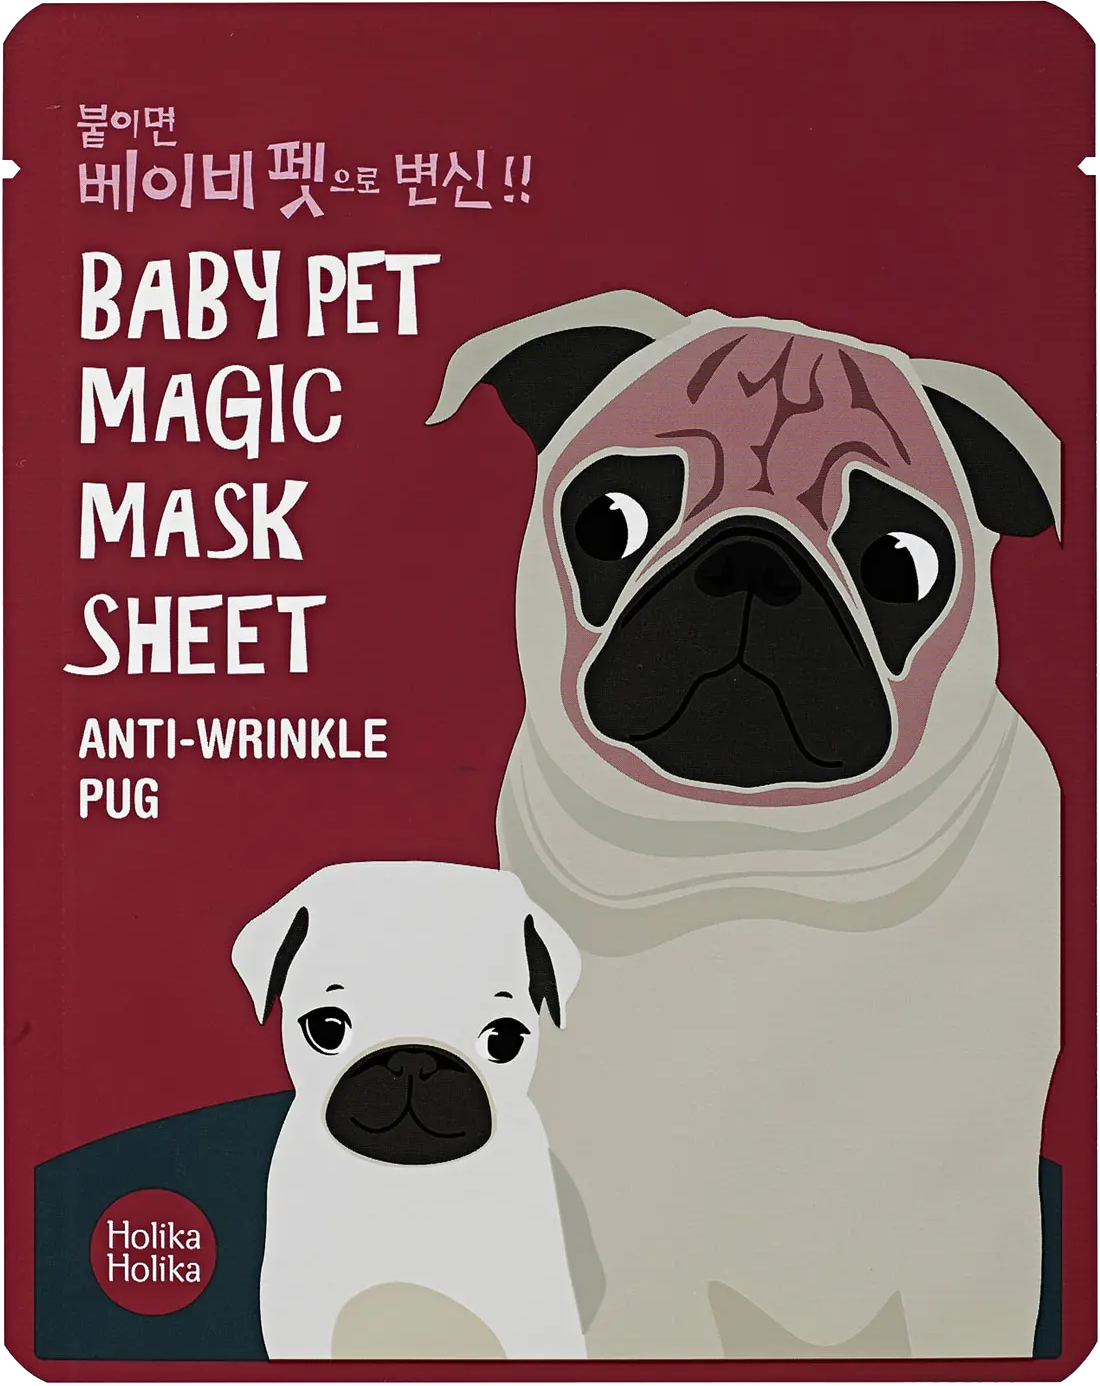 붙이면
베이비 펫으로 변신!!
BABY PET
MAGIC
MASK
SHEET
ANTI-WRINKLE
PUG
Holika
Holika